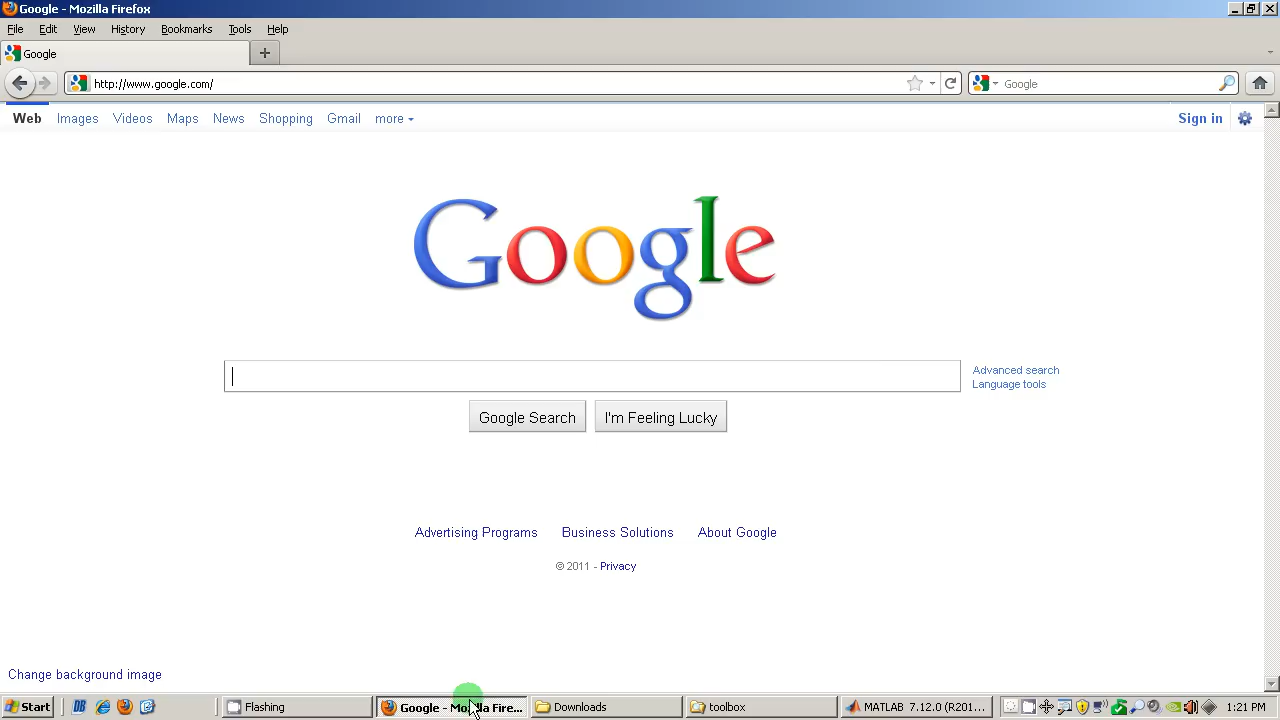 Google - Mozilla Firefox
File Edit View History Bookmarks Tools Help
Google
http://www.google.com/ Google
Web Images Videos Maps News Shopping Gmail more Sign in
Google
Advanced search
Language tools
Google Search I'm Feeling Lucky
Advertising Programs Business Solutions About Google
© 2011 - Privacy
Change background image
Start Flashing Google - Mozilla Fire... Downloads toolbox MATLAB 7.12.0 (R201... 1:21 PM